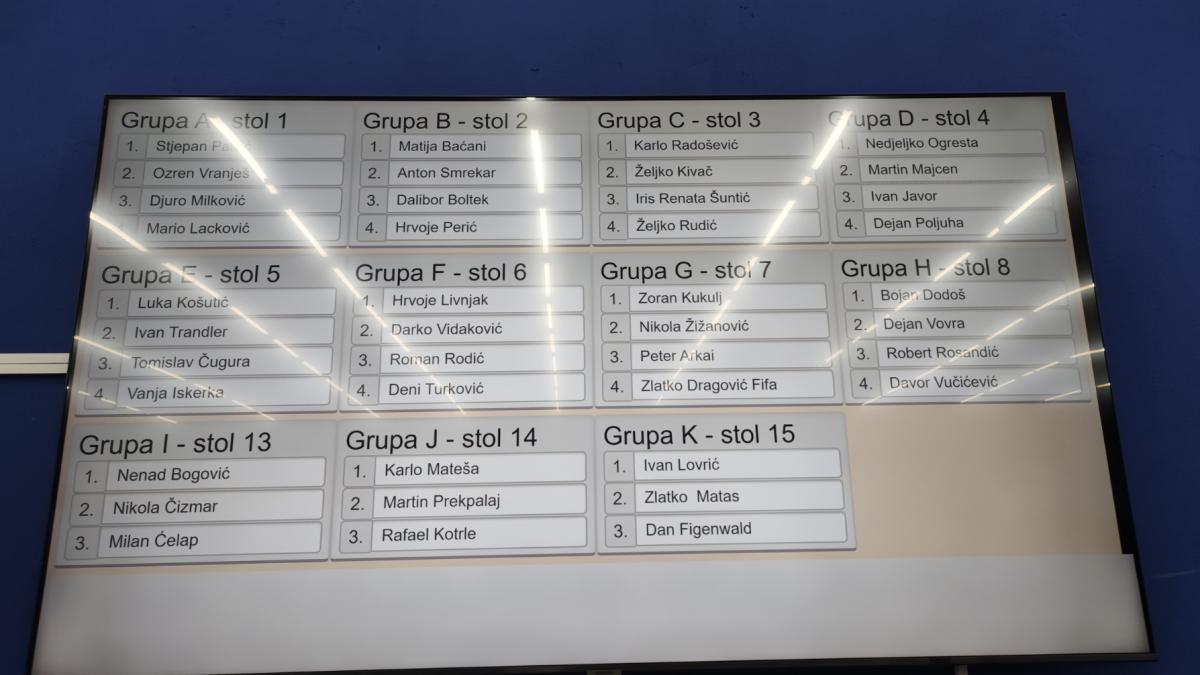 Grupa A - stol 1
1. Stjepan
2. Ozren Vranješ
3. Djuro Milković
4. Mario Lacković
Grupa B - stol 2
1. Matija Baćani
2. Anton Smrekar
3. Dalibor Boltek
4. Hrvoje Perić
Grupa C - stol 3
1. Karlo Radošević
2. Željko Kivač
3. Iris Renata Šuntić
4. Željko Rudić
Grupa D - stol 4
1. Nedjeljko Ogresta
2. Martin Majcen
3. Ivan Javor
4. Dejan Poljuha
Grupa E - stol 5
1. Luka Košutić
2. Ivan Trandler
3. Tomislav Čugura
4. Vanja Iskerka
Grupa F - stol 6
1. Hrvoje Livnjak
2. Darko Vidaković
3. Roman Rodić
4. Deni Turković
Grupa G - stol 7
1. Zoran Kukulj
2. Nikola Žižanović
3. Peter Arkai
4. Zlatko Dragović Fifa
Grupa H - stol 8
1. Bojan Dodoš
2. Dejan Vovra
3. Robert Rosandić
4. Davor Vučićević
Grupa I - stol 13
1. Nenad Bogović
2. Nikola Čizmar
3. Milan Ćelap
Grupa J - stol 14
1. Karlo Mateša
2. Martin Prekpalaj
3. Rafael Kotrle
Grupa K - stol 15
1. Ivan Lovrić
2. Zlatko Matas
3. Dan Figenwald